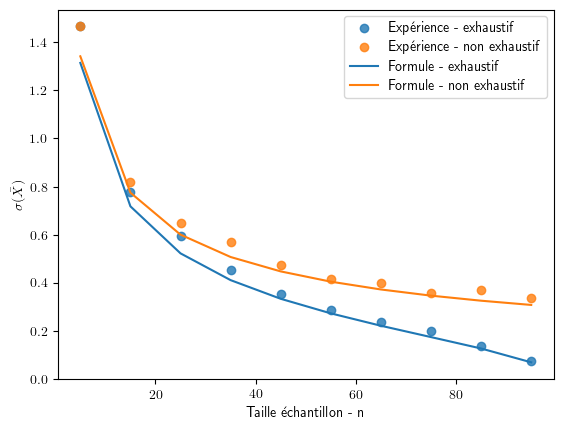 Expérience - exhaustif
Expérience - non exhaustif
Formule - exhaustif
Formule - non exhaustif
1.4
1.2
1.0
0.8
0.6
0.4
0.2
0.0
σ(X̄)
20
40
60
80
Taille échantillon - n